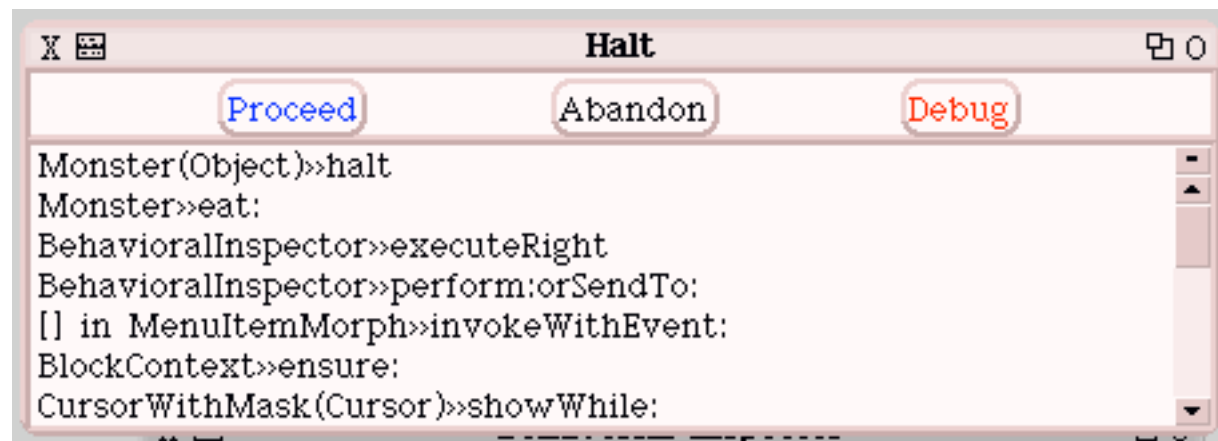 X Halt O
Proceed Abandon Debug
Monster(Object)»halt
Monster»eat:
BehavioralInspector»executeRight
BehavioralInspector»perform:orSendTo:
[] in MenuItemMorph»invokeWithEvent:
BlockContext»ensure:
CursorWithMask(Cursor)»showWhile: